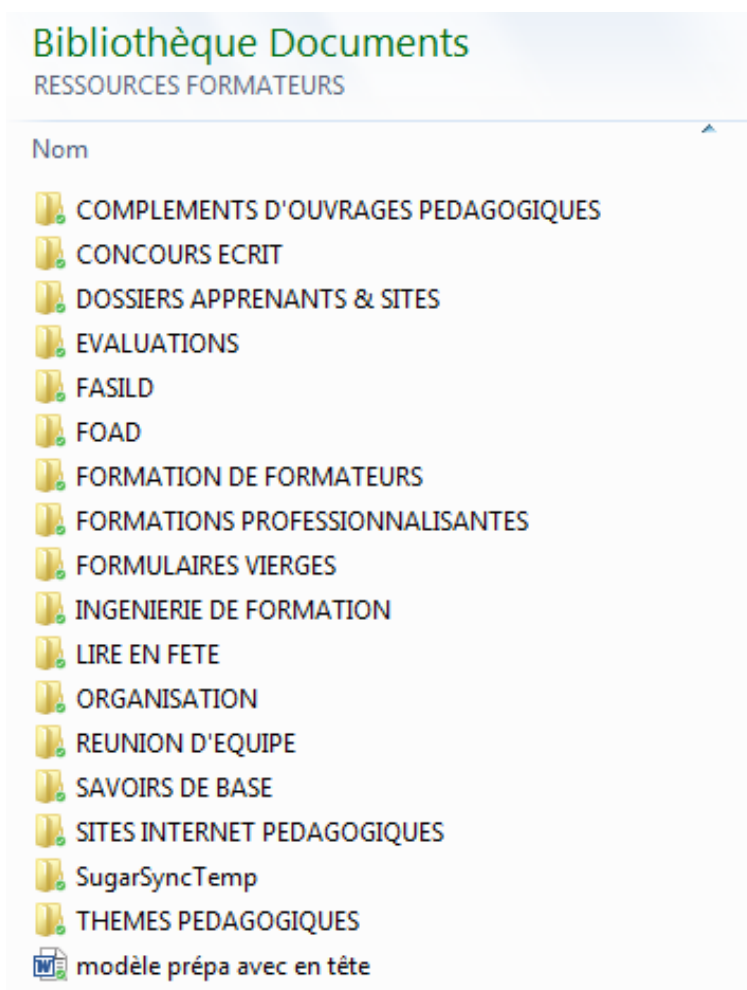 Bibliothèque Documents
RESSOURCES FORMATEURS
Nom
COMPLEMENTS D'OUVRAGES PEDAGOGIQUES
CONCOURS ECRIT
DOSSIERS APPRENANTS & SITES
EVALUATIONS
FASILD
FOAD
FORMATION DE FORMATEURS
FORMATIONS PROFESSIONNALISANTES
FORMULAIRES VIERGES
INGENIERIE DE FORMATION
LIRE EN FETE
ORGANISATION
REUNION D'EQUIPE
SAVOIRS DE BASE
SITES INTERNET PEDAGOGIQUES
SugarSyncTemp
THEMES PEDAGOGIQUES
modèle prépa avec en tête